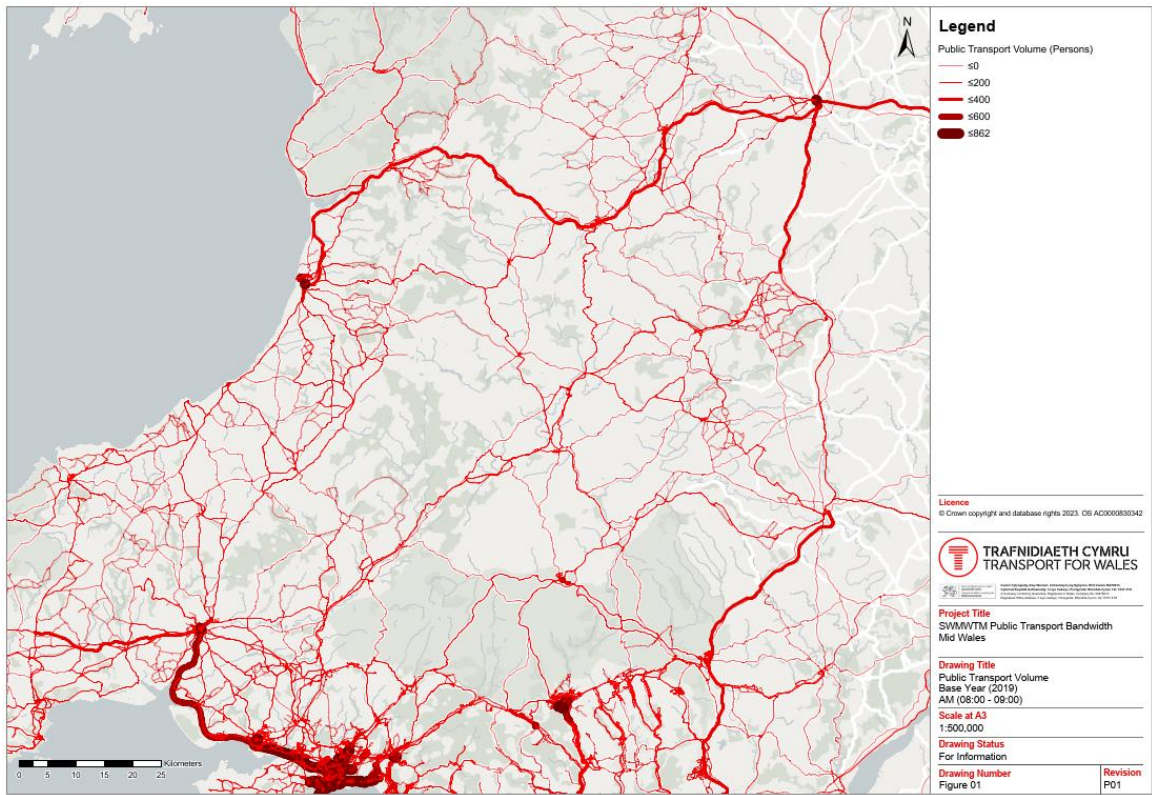 N
Legend
Public Transport Volume (Persons)
≤0
≤200
≤400
≤600
≤862
Licence
© Crown copyright and database rights 2023. OS AC0000830342
TRAFNIDIAETH CYMRU
TRANSPORT FOR WALES
Project Title
SWMWTM Public Transport Bandwidth
Mid Wales
Drawing Title
Public Transport Volume
Base Year (2019)
AM (08:00 - 09:00)
Scale at A3
1:500,000
Drawing Status
For Information
Drawing Number
Figure 01
Revision
P01
Kilometers
0 5 10 15 20 25